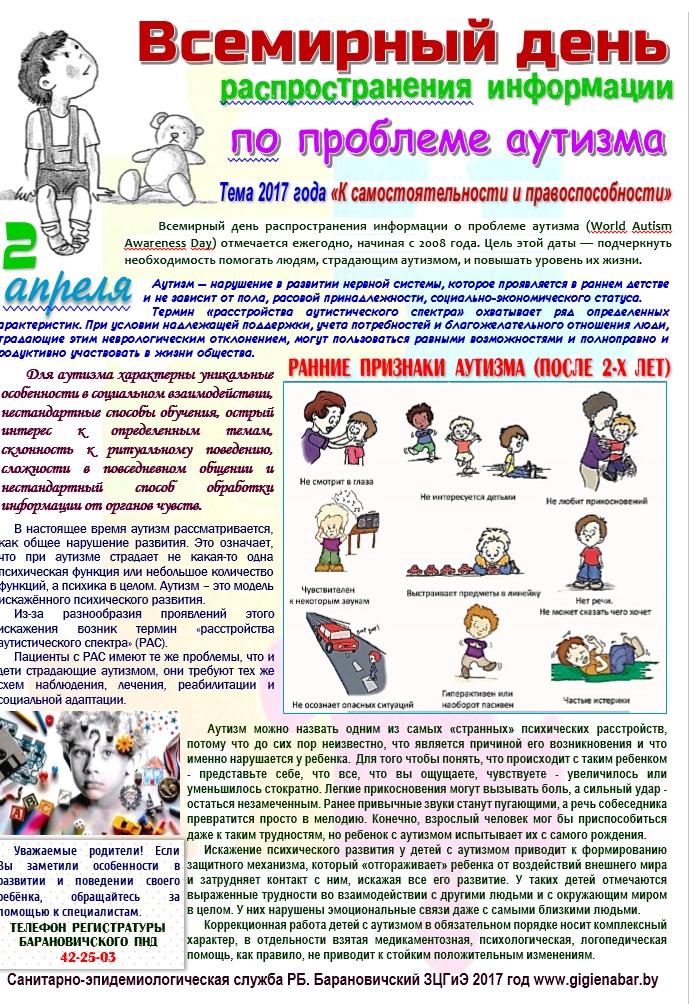 Всемирный день
распространения информации
по проблеме аутизма
Тема 2017 года «К самостоятельности и правоспособности»
2
апреля
Всемирный день распространения информации о проблеме аутизма (World Autism
Awareness Day) отмечается ежегодно, начиная с 2008 года. Цель этой даты — подчеркнуть
необходимость помогать людям, страдающим аутизмом, и повышать уровень их жизни.
Аутизм — нарушение в развитии нервной системы, которое проявляется в раннем детстве
и не зависит от пола, расовой принадлежности, социально-экономического статуса.
Термин «расстройства аутистического спектра» охватывает ряд определенных
арактеристик. При условии надлежащей поддержки, учета потребностей и благожелательного отношения люди,
традающие этим неврологическим отклонением, могут пользоваться равными возможностями и полноправно и
родуктивно участвовать в жизни общества.
Для аутизма характерны уникальные
особенности в социальном взаимодействии,
нестандартные способы обучения, острый
интерес к определенным темам,
склонность к ритуальному поведению,
сложности в повседневном общении и
нестандартный способ обработки
информации от органов чувств.
В настоящее время аутизм рассматривается,
как общее нарушение развития. Это означает,
что при аутизме страдает не какая-то одна
психическая функция или небольшое количество
функций, а психика в целом. Аутизм – это модель
искажённого психического развития.
Из-за разнообразия проявлений этого
искажения возник термин «расстройства
аутистического спектра» (РАС).
Пациенты с РАС имеют те же проблемы, что и
дети страдающие аутизмом, они требуют тех же
схем наблюдения, лечения, реабилитации и
социальной адаптации.
РАННИЕ ПРИЗНАКИ АУТИЗМА (ПОСЛЕ 2-Х ЛЕТ)
Не смотрит в глаза
Не интересуется детьми
Не любит прикосновений
Чувствителен
к некоторым звукам
Выстраивает предметы в линейку
Нет речи.
Не может сказать чего хочет
Не осознает опасных ситуаций
Гиперактивен или
наоборот пасивен
Частые истерики
Аутизм можно назвать одним из самых «странных» психических расстройств,
потому что до сих пор неизвестно, что является причиной его возникновения и что
именно нарушается у ребенка. Для того чтобы понять, что происходит с таким ребенком
- представьте себе, что все, что вы ощущаете, чувствуете - увеличилось или
уменьшилось стократно. Легкие прикосновения могут вызывать боль, а сильный удар -
остаться незамеченным. Ранее привычные звуки станут пугающими, а речь собеседника
превратится просто в мелодию. Конечно, взрослый человек мог бы приспособиться
даже к таким трудностям, но ребенок с аутизмом испытывает их с самого рождения.
Искажение психического развития у детей с аутизмом приводит к формированию
защитного механизма, который «отгораживает» ребенка от воздействий внешнего мира
и затрудняет контакт с ним, искажая все его развитие. У таких детей отмечаются
выраженные трудности во взаимодействии с другими людьми и с окружающим миром
в целом. У них нарушены эмоциональные связи даже с самыми близкими людьми.
Коррекционная работа детей с аутизмом в обязательном порядке носит комплексный
характер, в отдельности взятая медикаментозная, психологическая, логопедическая
помощь, как правило, не приводит к стойким положительным изменениям.
Уважаемые родители! Если
Вы заметили особенности в
развитии и поведении своего
ребёнка, обращайтесь за
помощью к специалистам.
ТЕЛЕФОН РЕГИСТРАТУРЫ
БАРАНОВИЧСКОГО ПНД
42-25-03
Санитарно-эпидемиологическая служба РБ. Барановичский ЗЦГиЭ 2017 год www.gigienabar.by